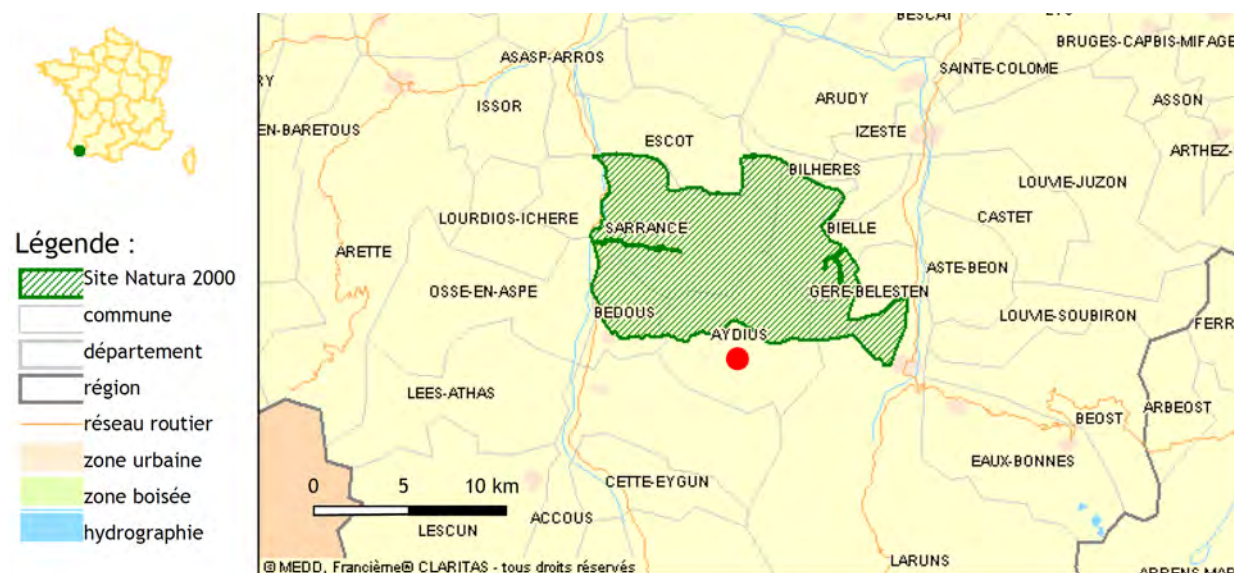 Légende :
Site Natura 2000
commune
département
région
réseau routier
zone urbaine
zone boisée
hydrographie
BESCAT
BRUGES-CAPBIS-MIFAGE
ASASP-ARROS
SAINTE-COLOME
ISSOR
ARUDY
ASSON
EN-BARETOUS
IZESTE
ESCOT
ARTHEZ-
BILHERES
LOUVIE-JUZON
LOURDIOS-ICHERE
SARRANCE
BIELLE
CASTET
ARETTE
ASTE-BEON
OSSE-EN-ASPE
GERE-BELESTEN
BEDOUS
LOUVIE-SOUBIRON
FERR
AYDIUS
LEES-ATHAS
BEOST
ARBEOST
EAUX-BONNES
CETTE-EYGUN
0 5 10 km
ACCOUS
LESCUN
LARUNS
© MEDD, Francième® CLARITAS - tous droits réservés